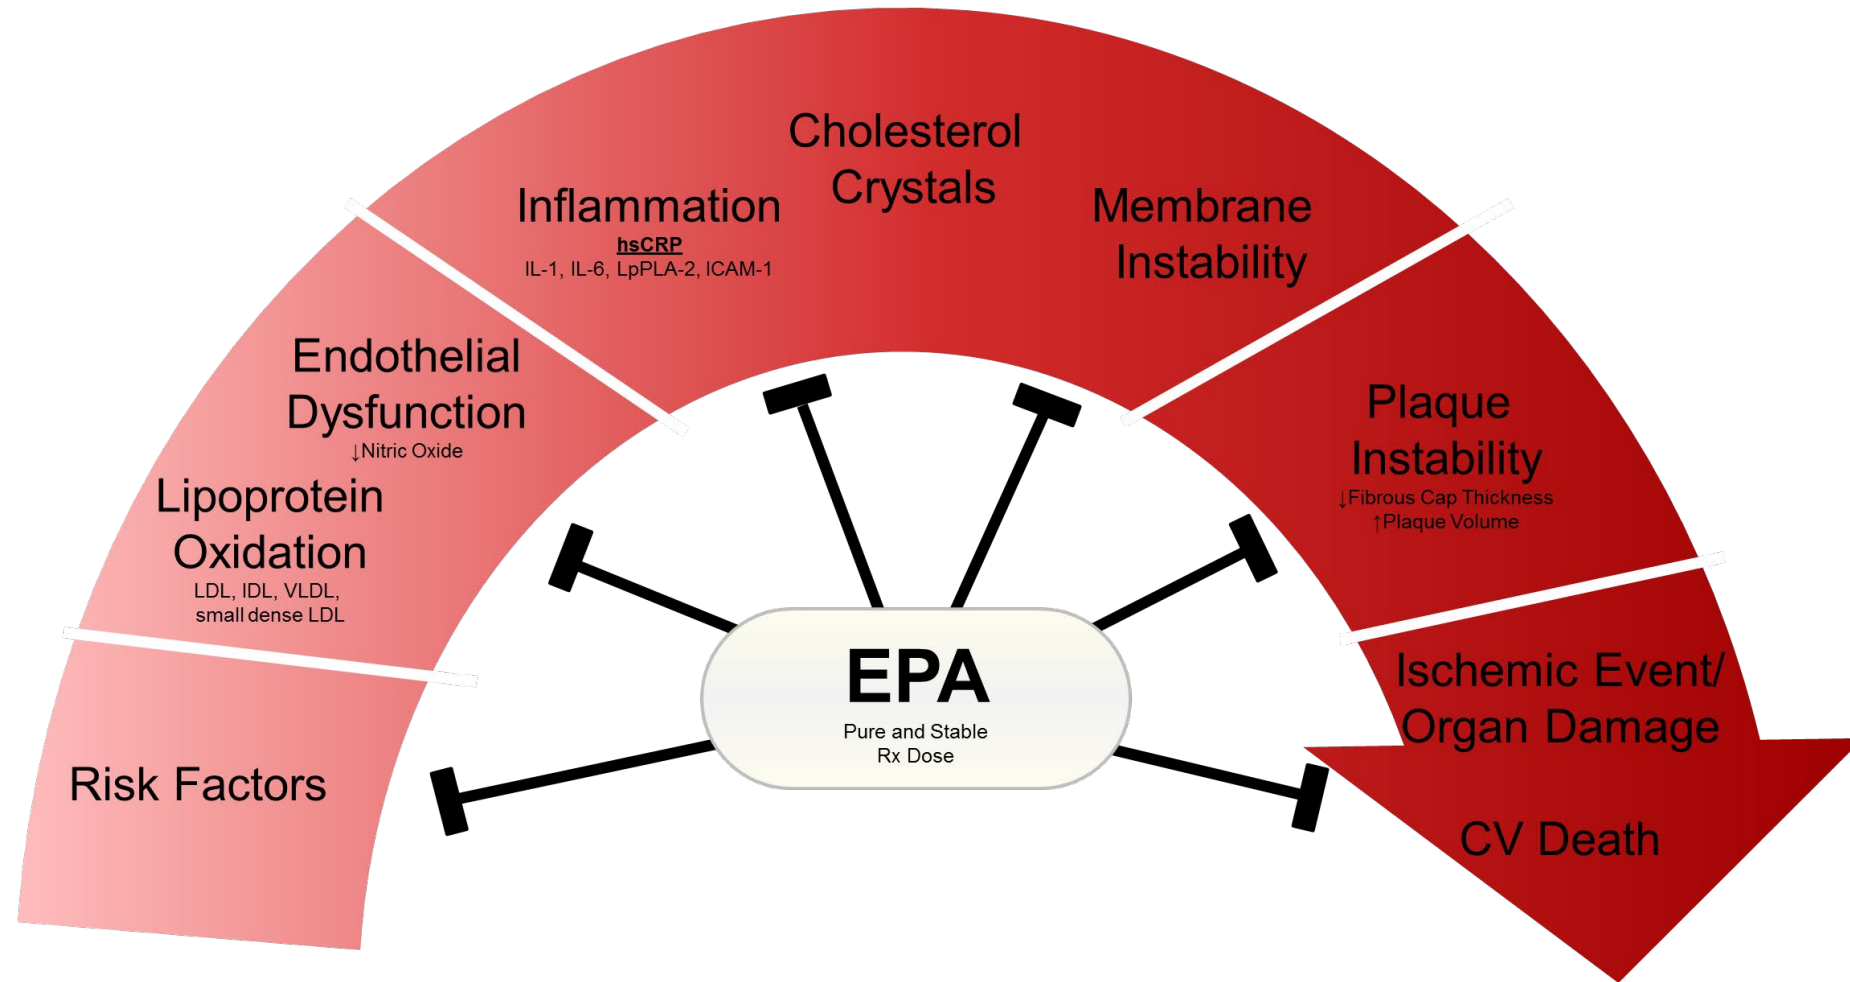 Risk Factors
Lipoprotein
Oxidation
LDL, IDL, VLDL,
small dense LDL
Endothelial
Dysfunction
↓Nitric Oxide
Inflammation
hsCRP
IL-1, IL-6, LpPLA-2, ICAM-1
Cholesterol
Crystals
Membrane
Instability
Plaque
Instability
↓Fibrous Cap Thickness
↑Plaque Volume
Ischemic Event/
Organ Damage
CV Death
EPA
Pure and Stable
Rx Dose